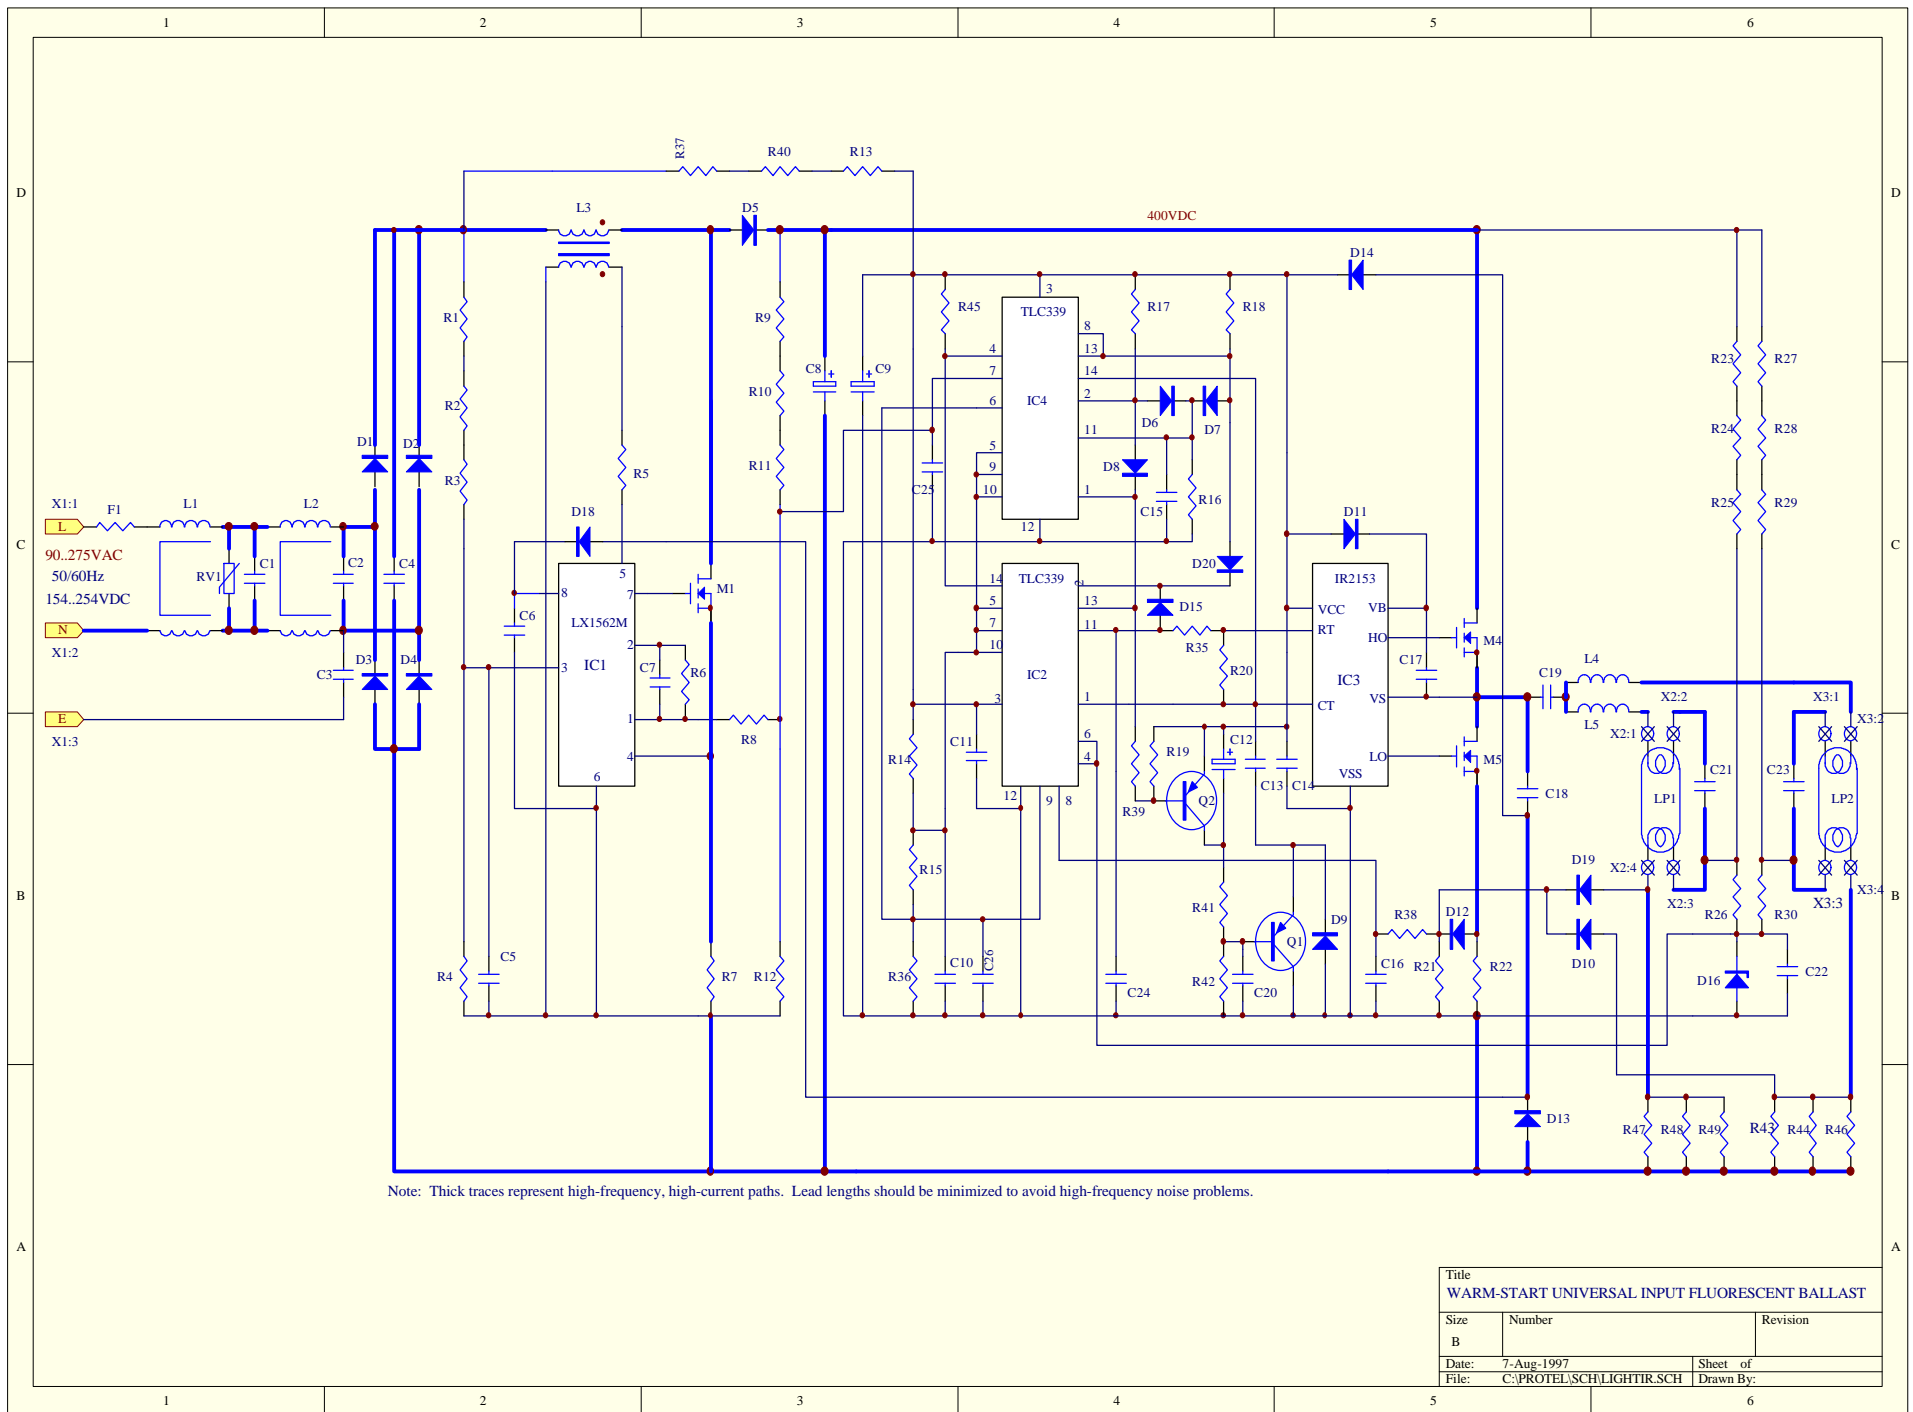 1 2 3 4 5 6
D D
R37 R40 R13
L3 D5
400VDC
D14
R1 R9 R45 TLC339 3 R17 R18
8
4 13
7 14
R23 R27
C8 + C9 +
R2 R10 6 IC4 2
D6 D7
11
R24 R28
D1 D2
R3 R5 R11 5 9 10 D8
C25 1 C15 R16
R25 R29
X1:1 F1 L1 L2
L
12
D18 D11
C C
90..275VAC
50/60Hz
154..254VDC
RV1 C1 C2 C4
5 M1
8 7
C6 LX1562M
TLC339 D20 IR2153
14 2
5 13 D15 VCC VB
7 11 RT HO M4
N
X1:2
2
C7 R6
3 IC1
10 R35 R20
IC2 IC3 C17
C3 D3 D4
C19 L4
3 1 CT VS
X2:2 X3:1
E
X1:3
1 R8
L5 X2:1 X3:2
4
6
C11 R14 6 4
R19 C12 +
LO M5
VSS
C21 C23
12 9 8
R39 Q2 C13 C14
C18 LP1 LP2
R15
D19 X2:4 X3:4
B B
R41 D9 R38 D12
X2:3 R26 R30 X3:3
Q1
R4 C5 R7 R12 R36 C10 C26 C24 R42 C20 C16 R21 R22
D10 D16 C22
D13
R47 R48 R49 R43 R44 R46
Note: Thick traces represent high-frequency, high-current paths. Lead lengths should be minimized to avoid high-frequency noise problems.
A A
Title
WARM-START UNIVERSAL INPUT FLUORESCENT BALLAST
Size Number Revision
B
Date: 7-Aug-1997 Sheet of
File: C:\PROTEL\SCH\LIGHTIR.SCH Drawn By:
1 2 3 4 5 6